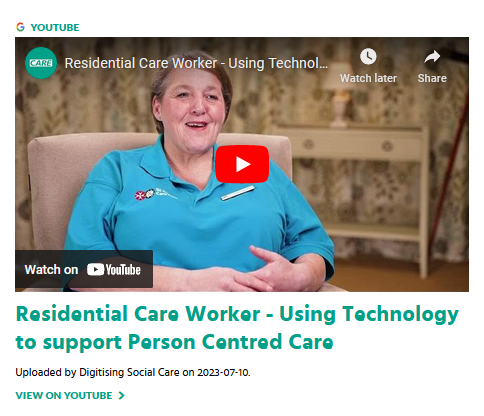 YOUTUBE
CARE
Residential Care Worker - Using Technol...
Watch later
Share
Watch on YouTube
Residential Care Worker - Using Technology
to support Person Centred Care
Uploaded by Digitising Social Care on 2023-07-10.
VIEW ON YOUTUBE